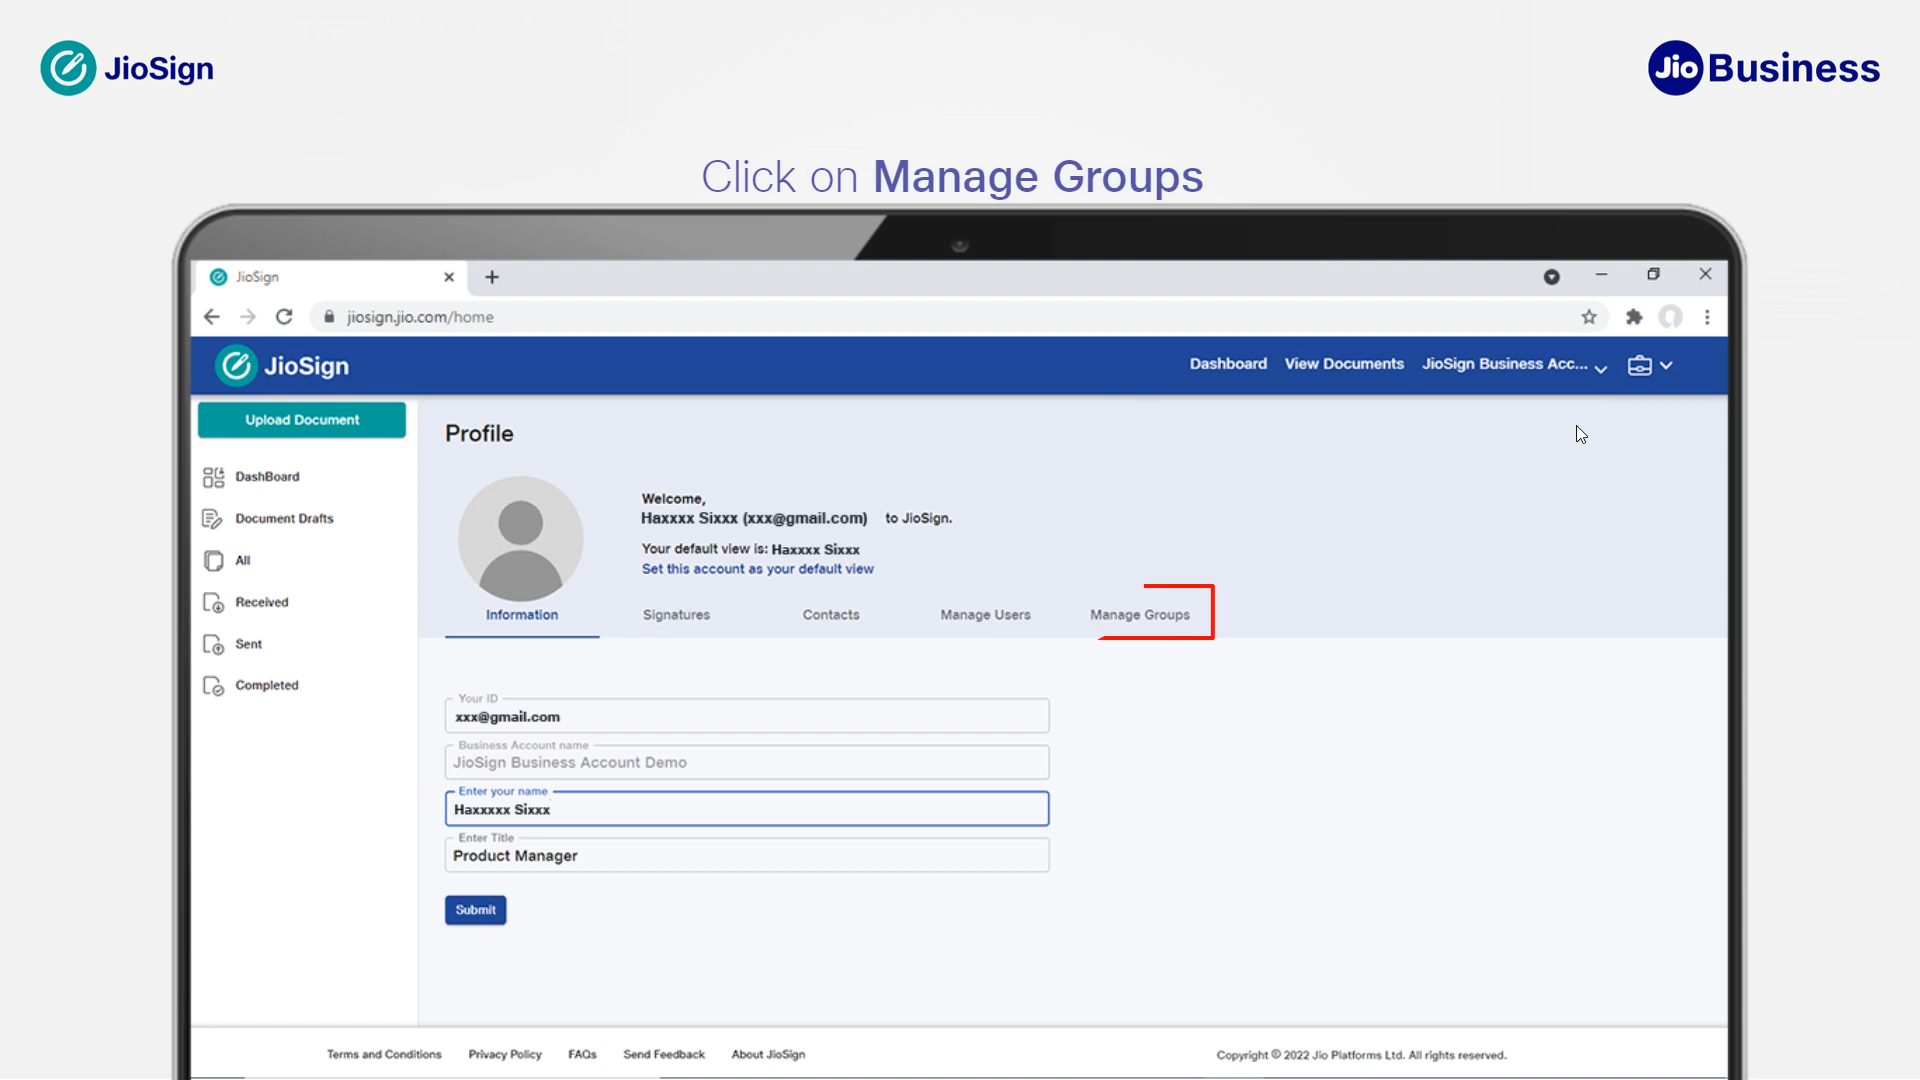 JioSign
Jio Business
Click on Manage Groups
JioSign
jiosign.jio.com/home
JioSign
Dashboard View Documents JioSign Business Acc...
Upload Document
DashBoard
Document Drafts
All
Received
Sent
Completed
Profile
Welcome,
Haxxxx Sixxx (xxx@gmail.com) to JioSign.
Your default view is: Haxxxx Sixxx
Set this account as your default view
Information Signatures Contacts Manage Users Manage Groups
Your ID
xxx@gmail.com
Business Account name
JioSign Business Account Demo
Enter your name
Haxxxxx Sixxx
Enter Title
Product Manager
Submit
Terms and Conditions Privacy Policy FAQs Send Feedback About JioSign
Copyright © 2022 Jio Platforms Ltd. All rights reserved.